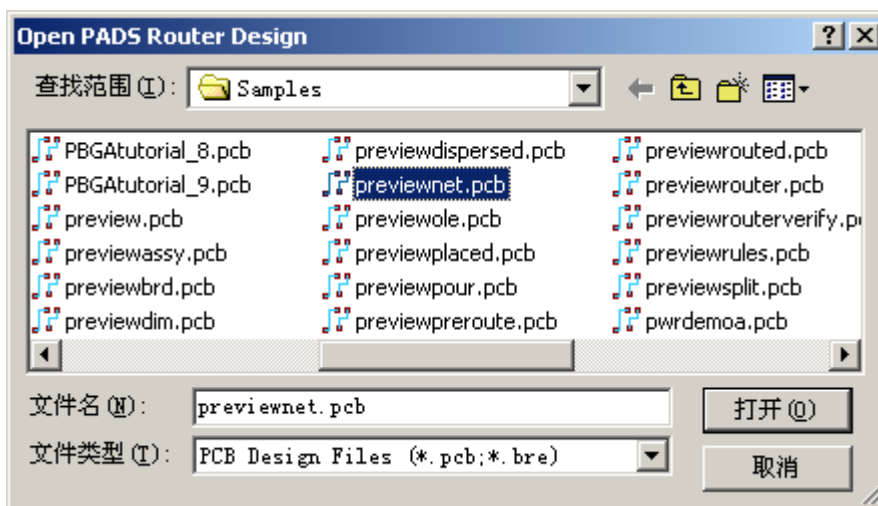 Open PADS Router Design
查找范围(I): Samples
PBGAtutorial_8.pcb previewdispersed.pcb previewrouted.pcb
PBGAtutorial_9.pcb previewnet.pcb previewrouter.pcb
preview.pcb previewole.pcb previewrouterverify.p
previewassy.pcb previewplaced.pcb previewrules.pcb
previewbrd.pcb previewpour.pcb previewsplit.pcb
previewdim.pcb previewpreroute.pcb pwrdemoa.pcb
文件名(N): previewnet.pcb 打开(O)
文件类型(T): PCB Design Files (*.pcb;*.bre) 取消